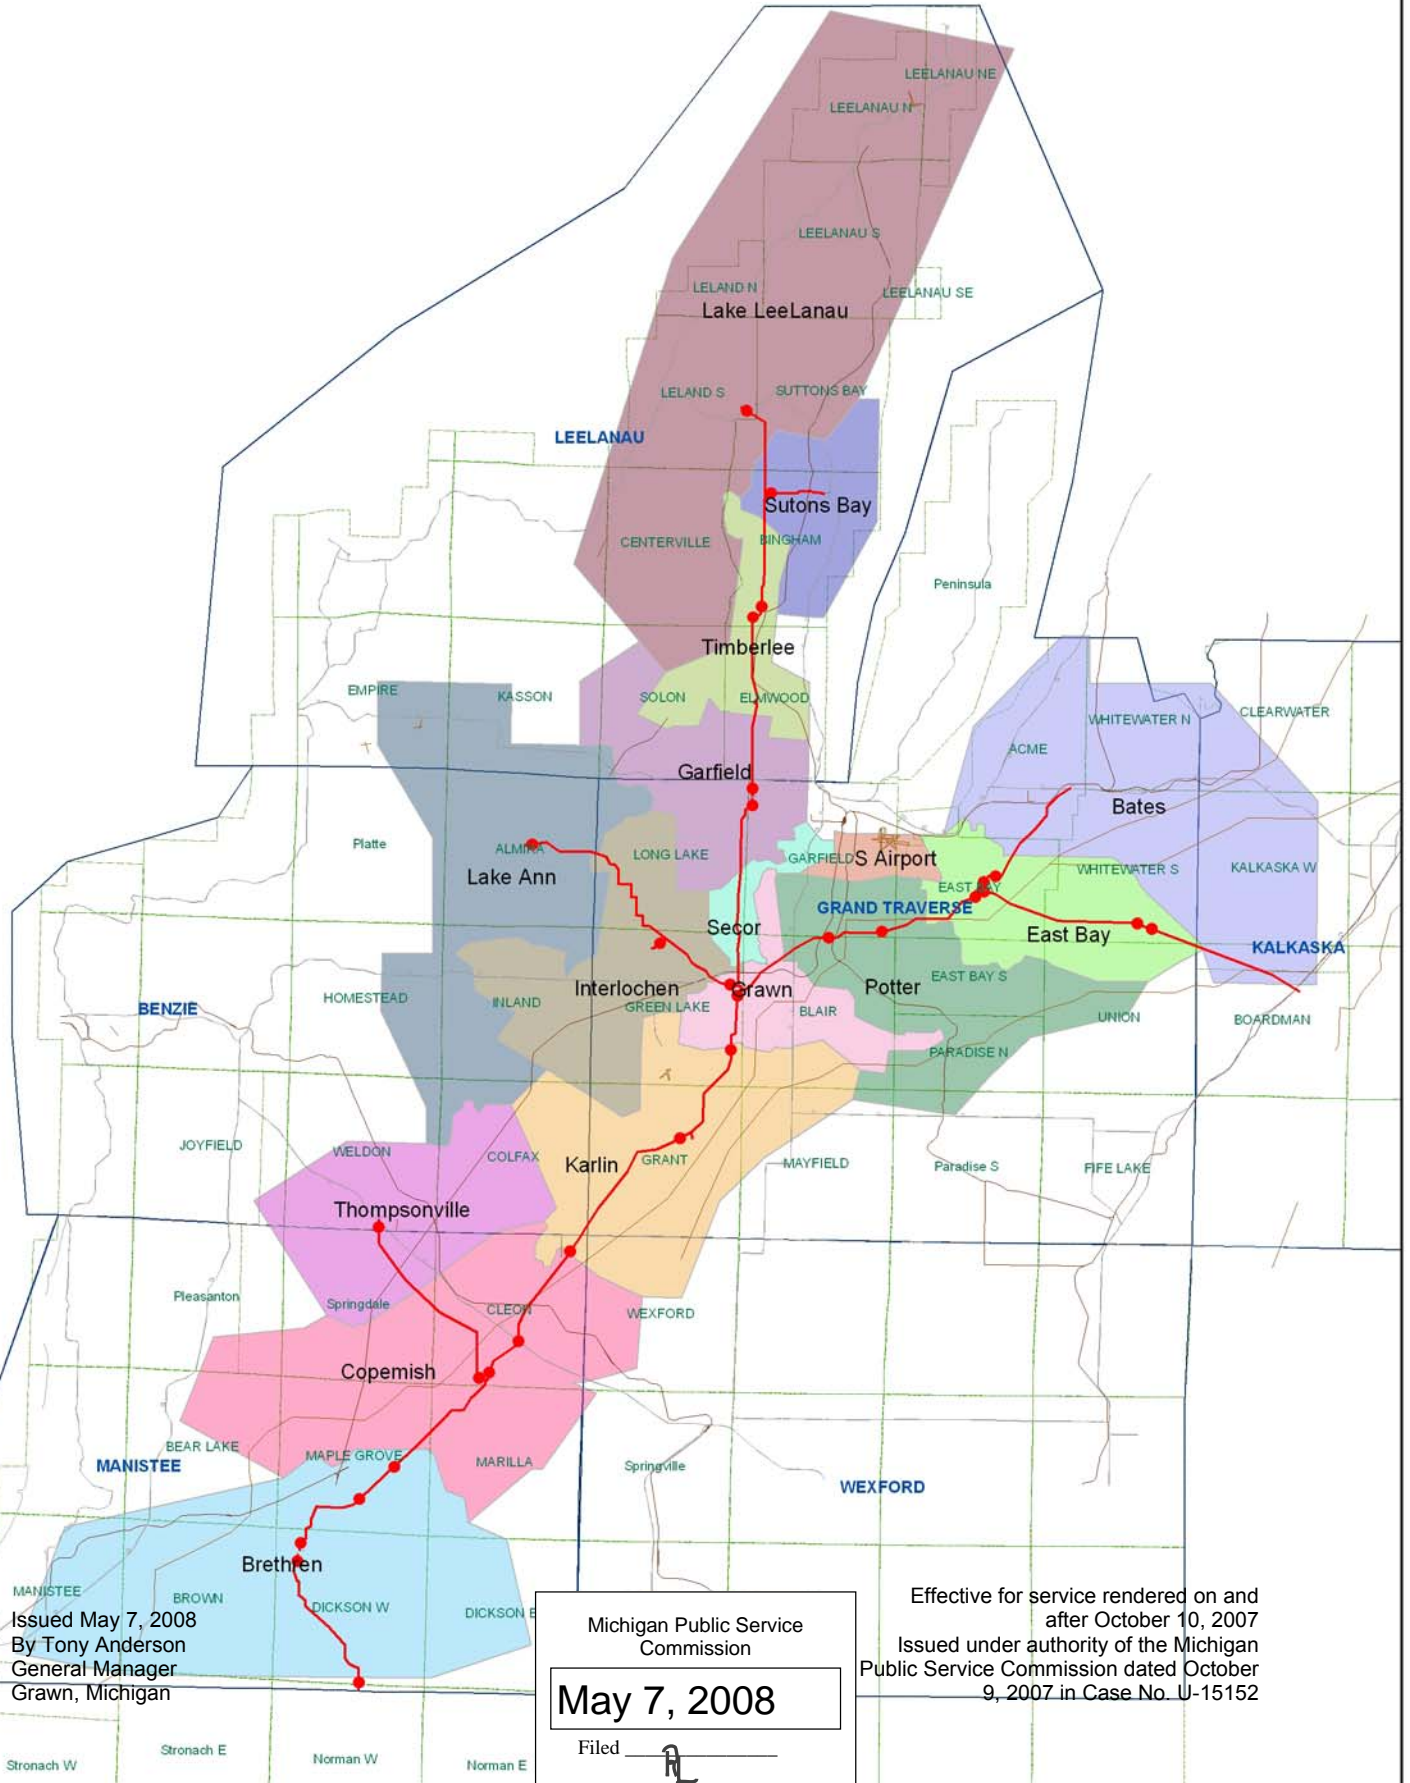 LEELANAU NE
LEELANAU N
LEELANAU S
LELAND N
LEELANAU SE
Lake LeeLanau
LELAND S
SUTTONS BAY
LEELANAU
Sutons Bay
CENTERVILLE
BINGHAM
Peninsula
Timberlee
EMPIRE
KASSON
SOLON
ELMWOOD
CLEARWATER
WHITEWATER N
ACME
Garfield
Bates
Platte
ALMIRA
LONG LAKE
GARFIELD
S Airport
Lake Ann
WHITEWATER S
KALKASKA W
EAST BAY
GRAND TRAVERSE
Secor
East Bay
KALKASKA
EAST BAY S
Interlochen
Grawn
Potter
HOMESTEAD
INLAND
GREEN LAKE
BLAIR
BENZIE
UNION
BOARDMAN
PARADISE N
JOYFIELD
WELDON
COLFAX
Karlin
GRANT
MAYFIELD
Paradise S
FIFE LAKE
Thompsonville
Pleasanton
Springdale
CLEON
WEXFORD
Copemish
BEAR LAKE
MAPLE GROVE
MARILLA
MANISTEE
Springville
WEXFORD
Brethren
MANISTEE
BROWN
DICKSON W
DICKSON E
Issued May 7, 2008
By Tony Anderson
General Manager
Grawn, Michigan
Michigan Public Service
Commission
May 7, 2008
Filed _______________
RL
Effective for service rendered on and
after October 10, 2007
Issued under authority of the Michigan
Public Service Commission dated October
9, 2007 in Case No. U-15152
Stronach W
Stronach E
Norman W
Norman E